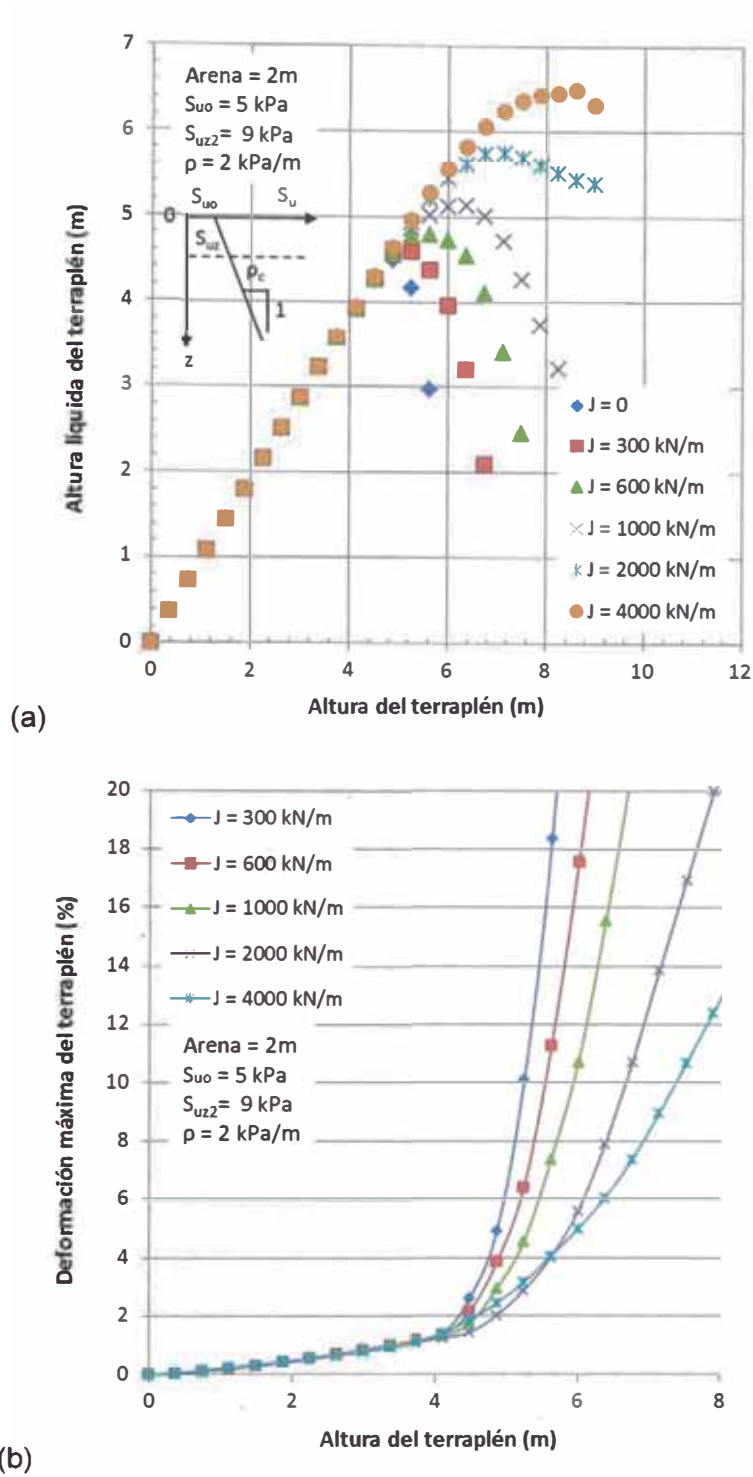 7
6
5
4
3
2
1
0
Altura líquida del terraplén (m)
Arena = 2m
Suo = 5 kPa
Suz2= 9 kPa
ρ = 2 kPa/m
0
Suo
Su
Suz
ρc
1
z
J = 0
J = 300 kN/m
J = 600 kN/m
J = 1000 kN/m
J = 2000 kN/m
J = 4000 kN/m
0 2 4 6 8 10 12
Altura del terraplén (m)
(a)
20
18
16
14
12
10
8
6
4
2
0
Deformación máxima del terraplén (%)
J = 300 kN/m
J = 600 kN/m
J = 1000 kN/m
J = 2000 kN/m
J = 4000 kN/m
Arena = 2m
Suo = 5 kPa
Suz2= 9 kPa
ρ = 2 kPa/m
0 2 4 6 8
Altura del terraplén (m)
(b)